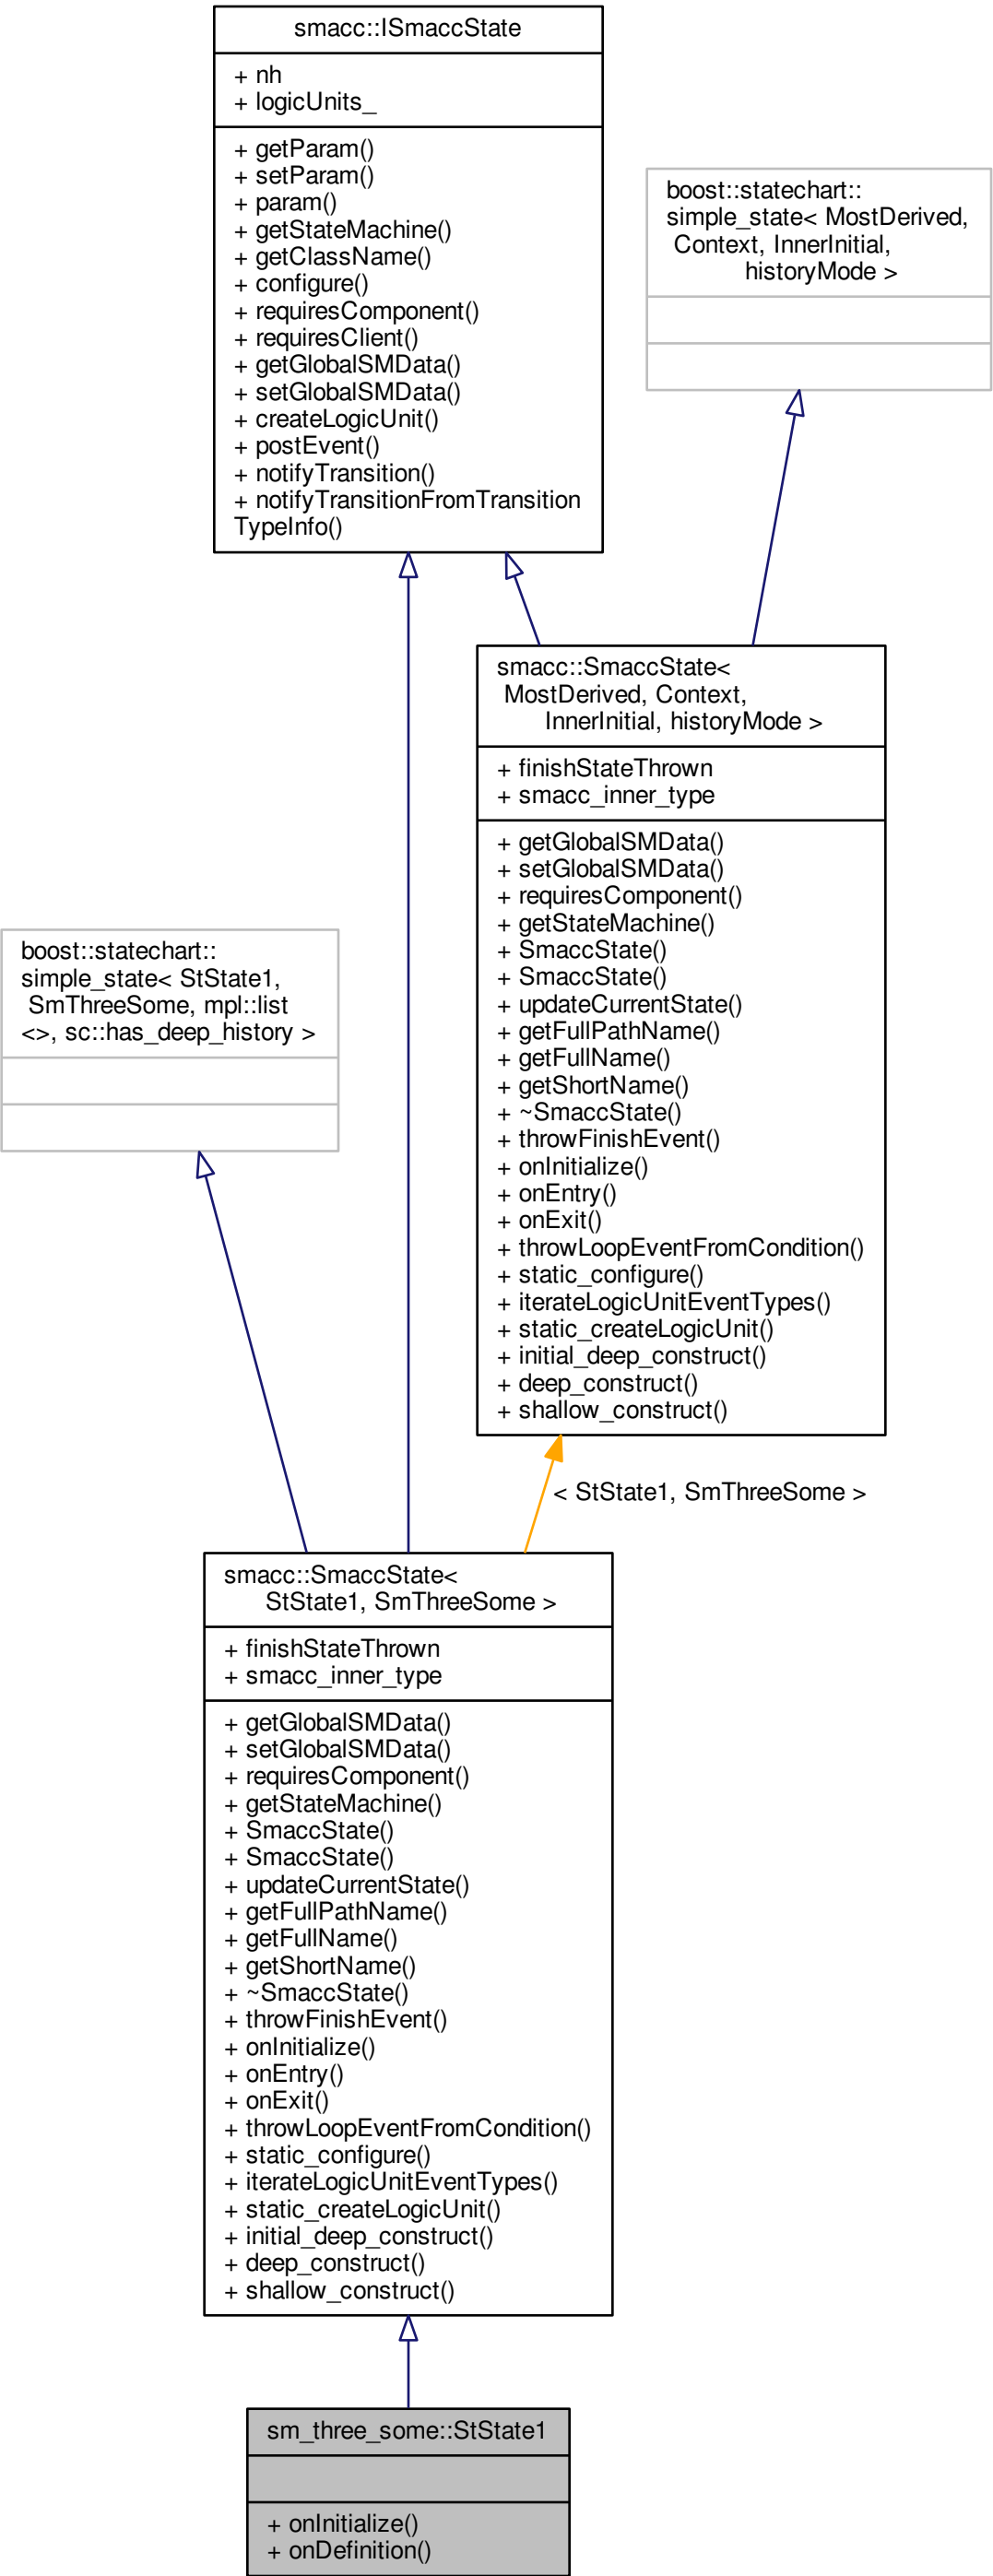 smacc::ISmaccState
+ nh
+ logicUnits_
+ getParam()
+ setParam()
+ param()
+ getStateMachine()
+ getClassName()
+ configure()
+ requiresComponent()
+ requiresClient()
+ getGlobalSMData()
+ setGlobalSMData()
+ createLogicUnit()
+ postEvent()
+ notifyTransition()
+ notifyTransitionFromTransition
TypeInfo()
boost::statechart::
simple_state< MostDerived,
Context, InnerInitial,
historyMode >
smacc::SmaccState<
MostDerived, Context,
InnerInitial, historyMode >
+ finishStateThrown
+ smacc_inner_type
+ getGlobalSMData()
+ setGlobalSMData()
+ requiresComponent()
+ getStateMachine()
+ SmaccState()
+ SmaccState()
+ updateCurrentState()
+ getFullPathName()
+ getFullName()
+ getShortName()
+ ~SmaccState()
+ throwFinishEvent()
+ onInitialize()
+ onEntry()
+ onExit()
+ throwLoopEventFromCondition()
+ static_configure()
+ iterateLogicUnitEventTypes()
+ static_createLogicUnit()
+ initial_deep_construct()
+ deep_construct()
+ shallow_construct()
boost::statechart::
simple_state< StState1,
SmThreeSome, mpl::list
<>, sc::has_deep_history >
< StState1, SmThreeSome >
smacc::SmaccState<
StState1, SmThreeSome >
+ finishStateThrown
+ smacc_inner_type
+ getGlobalSMData()
+ setGlobalSMData()
+ requiresComponent()
+ getStateMachine()
+ SmaccState()
+ SmaccState()
+ updateCurrentState()
+ getFullPathName()
+ getFullName()
+ getShortName()
+ ~SmaccState()
+ throwFinishEvent()
+ onInitialize()
+ onEntry()
+ onExit()
+ throwLoopEventFromCondition()
+ static_configure()
+ iterateLogicUnitEventTypes()
+ static_createLogicUnit()
+ initial_deep_construct()
+ deep_construct()
+ shallow_construct()
sm_three_some::StState1
+ onInitialize()
+ onDefinition()